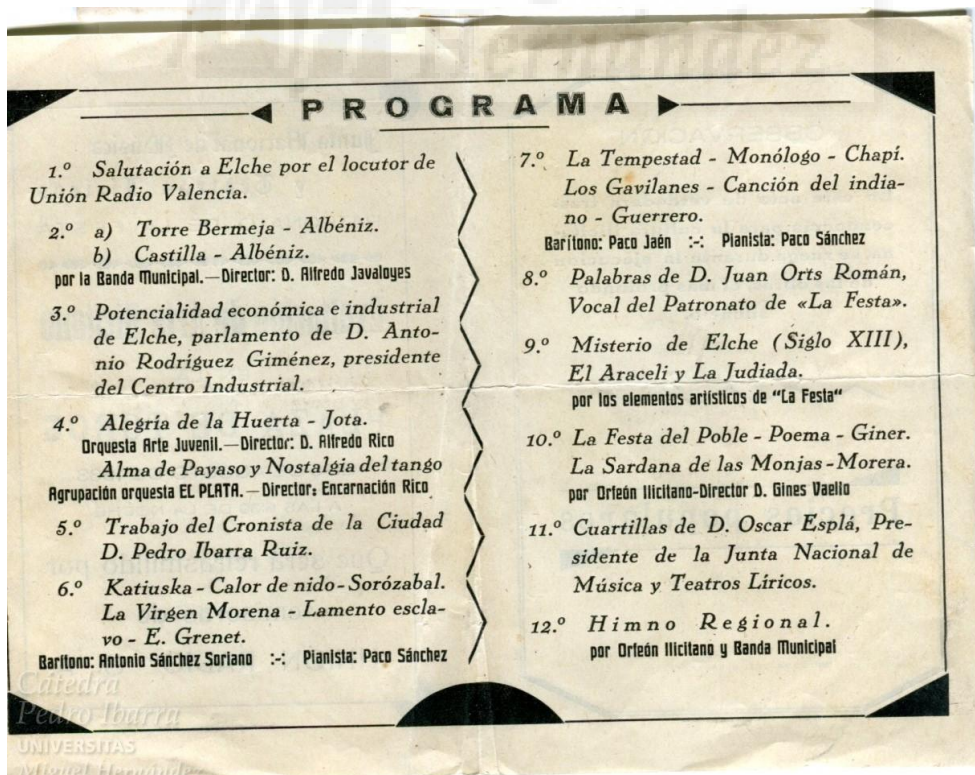 PROGRAMA
1.º Salutación a Elche por el locutor de
Unión Radio Valencia.
2.º a) Torre Bermeja - Albéniz.
b) Castilla - Albéniz.
por la Banda Municipal.—Director: D. Alfredo Javaloyes
3.º Potencialidad económica e industrial
de Elche, parlamento de D. Anto-
nio Rodríguez Giménez, presidente
del Centro Industrial.
4.º Alegría de la Huerta - Jota.
Orquesta Arte Juvenil.—Director: D. Alfredo Rico
Alma de Payaso y Nostalgia del tango
Agrupación orquesta EL PLATA.—Director: Encarnación Rico
5.º Trabajo del Cronista de la Ciudad
D. Pedro Ibarra Ruiz.
6.º Katiuska - Calor de nido - Sorózabal.
La Virgen Morena - Lamento escla-
vo - E. Grenet.
Barítono: Antonio Sánchez Soriano :-: Pianista: Paco Sánchez
7.º La Tempestad - Monólogo - Chapí.
Los Gavilanes - Canción del india-
no - Guerrero.
Barítono: Paco Jaén :-: Pianista: Paco Sánchez
8.º Palabras de D. Juan Orts Román,
Vocal del Patronato de «La Festa».
9.º Misterio de Elche (Siglo XIII),
El Araceli y La Judiada.
por los elementos artísticos de "La Festa"
10.º La Festa del Poble - Poema - Giner.
La Sardana de las Monjas - Morera.
por Orfeón Ilicitano-Director D. Gines Vaello
11.º Cuartillas de D. Oscar Esplá, Pre-
sidente de la Junta Nacional de
Música y Teatros Líricos.
12.º Himno Regional.
por Orfeón Ilicitano y Banda Municipal
Cátedra
Pedro Ibarra
UNIVERSITAS
Miguel Hernández